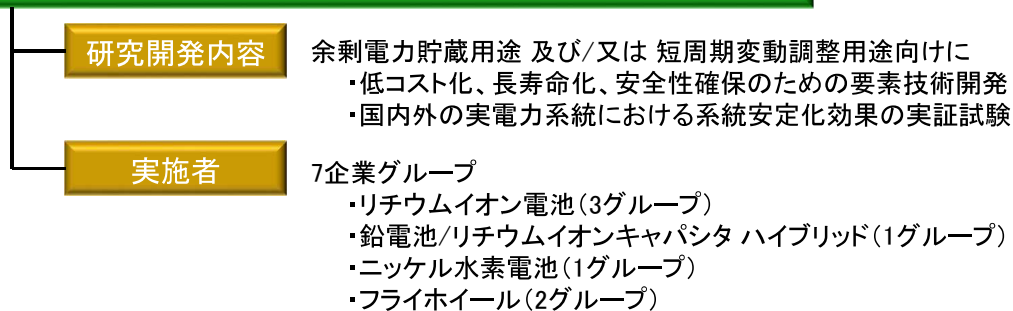 研究開発内容
余剰電力貯蔵用途 及び/又は 短周期変動調整用途向けに
・低コスト化、長寿命化、安全性確保のための要素技術開発
・国内外の実電力系統における系統安定化効果の実証試験
実施者
7企業グループ
・リチウムイオン電池(3グループ)
・鉛電池/リチウムイオンキャパシタ ハイブリッド(1グループ)
・ニッケル水素電池(1グループ)
・フライホイール(2グループ)